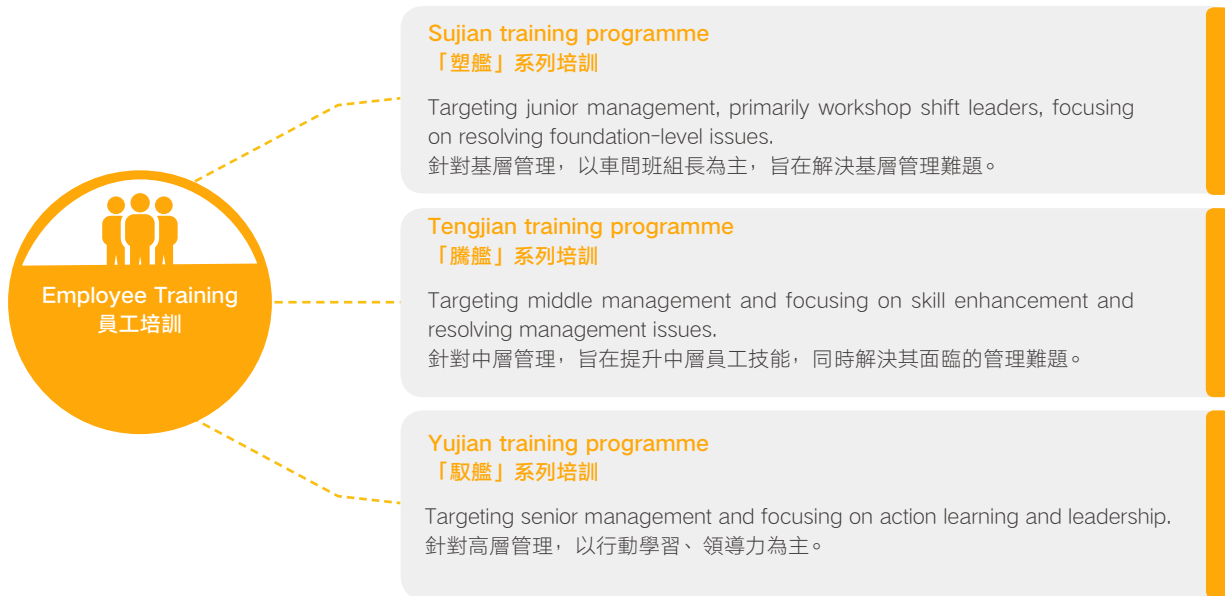 Sujian training programme
「塑艦」系列培訓
Targeting junior management, primarily workshop shift leaders, focusing
on resolving foundation-level issues.
針對基層管理，以車間班組長為主，旨在解決基層管理難題。
Employee Training
員工培訓
Tengjian training programme
「騰艦」系列培訓
Targeting middle management and focusing on skill enhancement and
resolving management issues.
針對中層管理，旨在提升中層員工技能，同時解決其面臨的管理難題。
Yujian training programme
「馭艦」系列培訓
Targeting senior management and focusing on action learning and leadership.
針對高層管理，以行動學習、領導力為主。